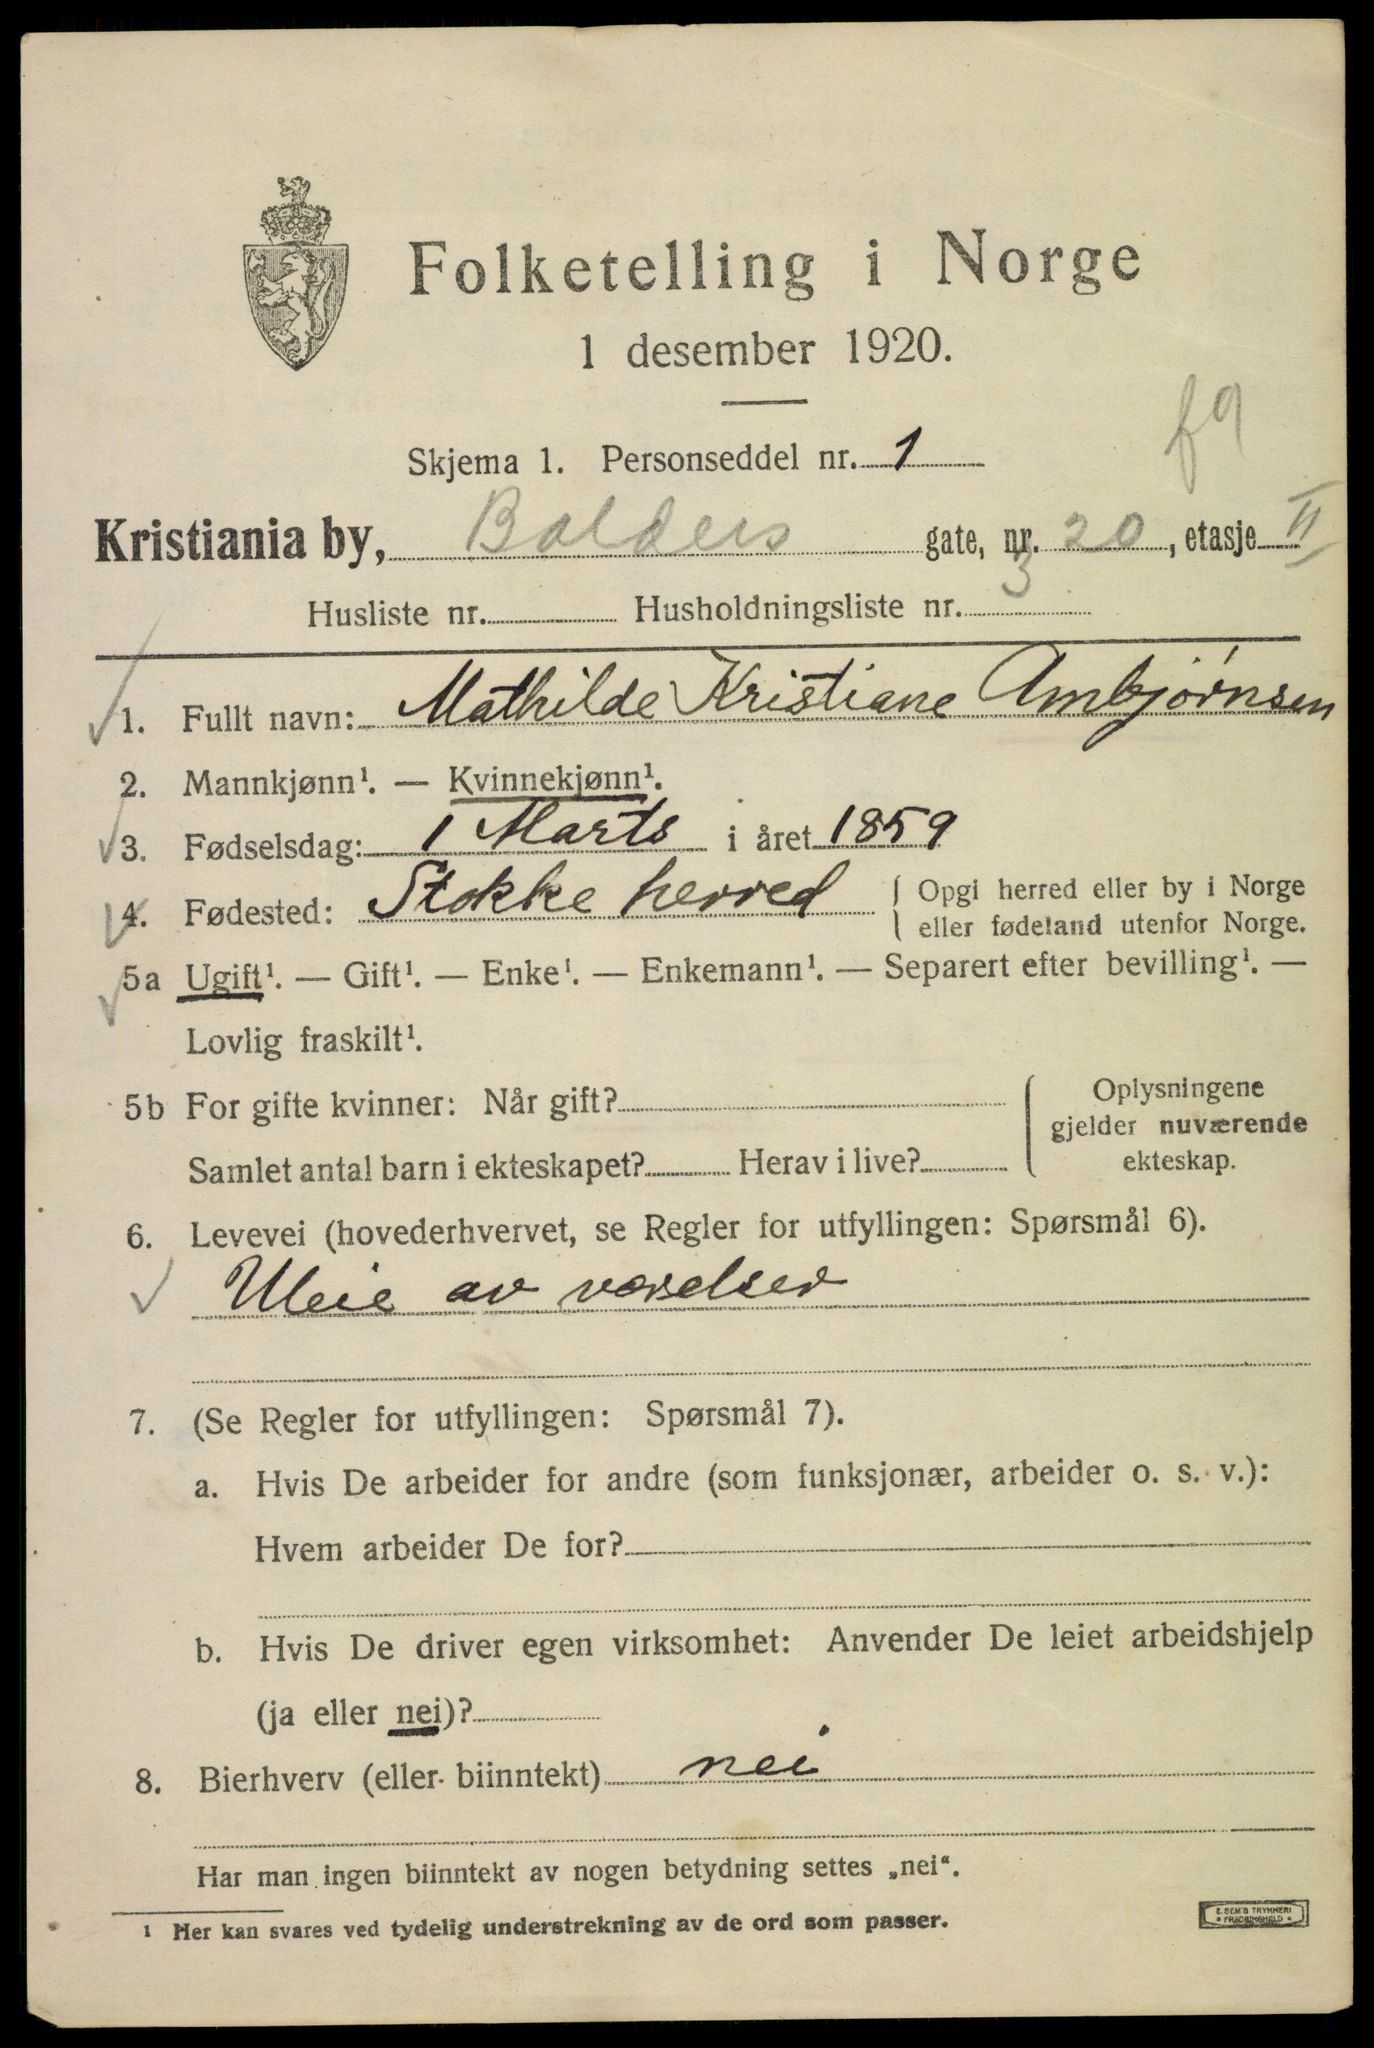 Folketelling i Norge
1 desember 1920.
Skjema 1. Personseddel nr. 1
f9
Kristiania by, Balders gate, nr. 20, etasje II
Husliste nr. Husholdningsliste nr. 3
1. Fullt navn: Mathilde Kristiane Ambjørnsen
2. Mannkjønn¹. — Kvinnekjønn¹.
3. Fødselsdag: 1 Marts i året 1859
4. Fødested: Stokke herred { Opgi herred eller by i Norge
eller fødeland utenfor Norge.
5a Ugift¹. — Gift¹. — Enke¹. — Enkemann¹. — Separert efter bevilling¹. —
Lovlig fraskilt¹.
5b For gifte kvinner: Når gift?
Samlet antal barn i ekteskapet? Herav i live?
Oplysningene
gjelder nuværende
ekteskap.
6. Levevei (hovederhvervet, se Regler for utfyllingen: Spørsmål 6).
Uleie av værelser
7. (Se Regler for utfyllingen: Spørsmål 7).
a. Hvis De arbeider for andre (som funksjonær, arbeider o. s. v.):
Hvem arbeider De for?
b. Hvis De driver egen virksomhet: Anvender De leiet arbeidshjelp
(ja eller nei)?
8. Bierhverv (eller biinntekt) nei
Har man ingen biinntekt av nogen betydning settes „nei“.
¹ Her kan svares ved tydelig understrekning av de ord som passer.
E. SEM'S TRYKKERI
• FREDRIKSHALD •